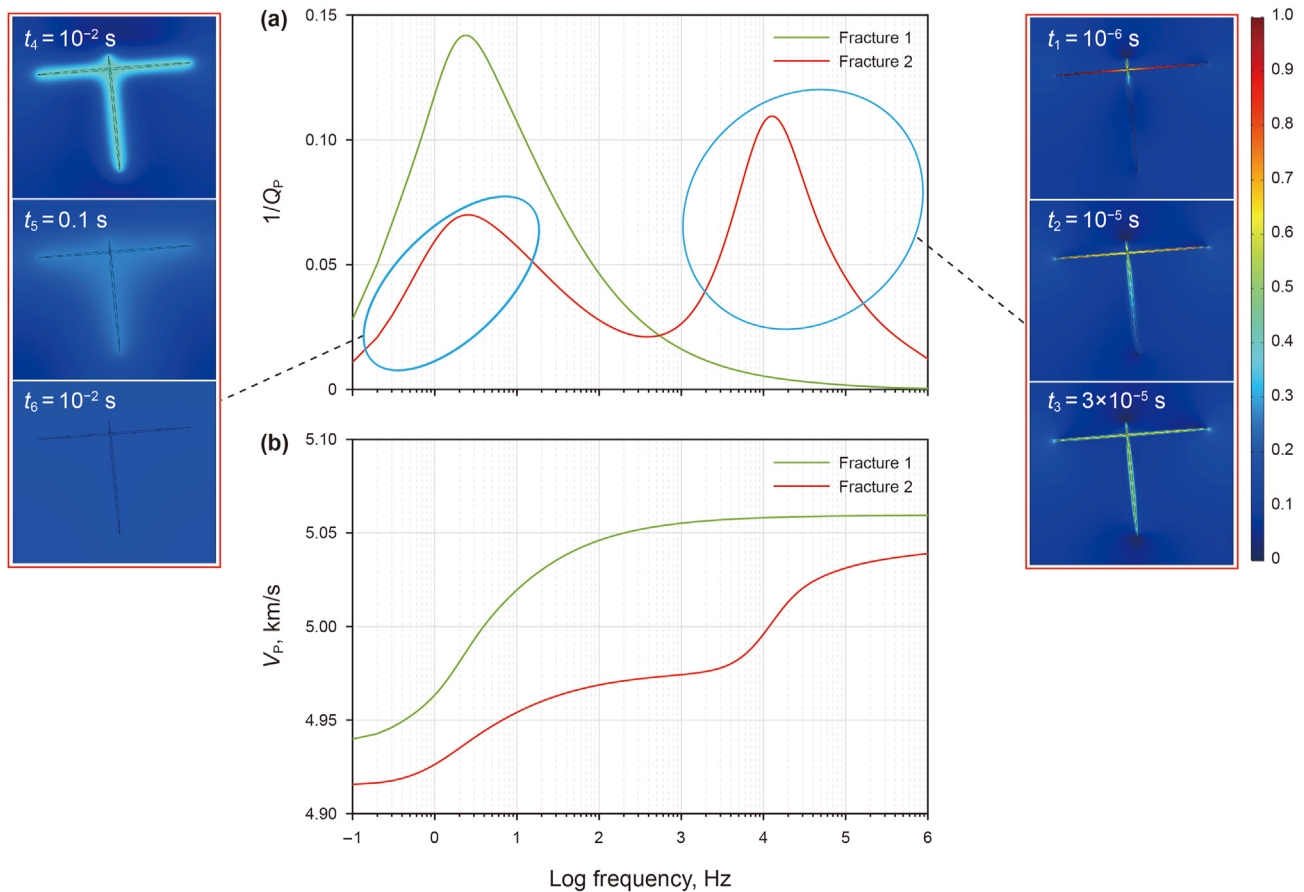 t4 = 10−2 s
t5 = 0.1 s
t6 = 10−2 s
(a)
0.15
0.10
0.05
0
1/QP
Fracture 1
Fracture 2
(b)
5.10
5.05
5.00
4.95
4.90
VP, km/s
Fracture 1
Fracture 2
−1 0 1 2 3 4 5 6
Log frequency, Hz
t1 = 10−6 s
t2 = 10−5 s
t3 = 3×10−5 s
1.0
0.9
0.8
0.7
0.6
0.5
0.4
0.3
0.2
0.1
0